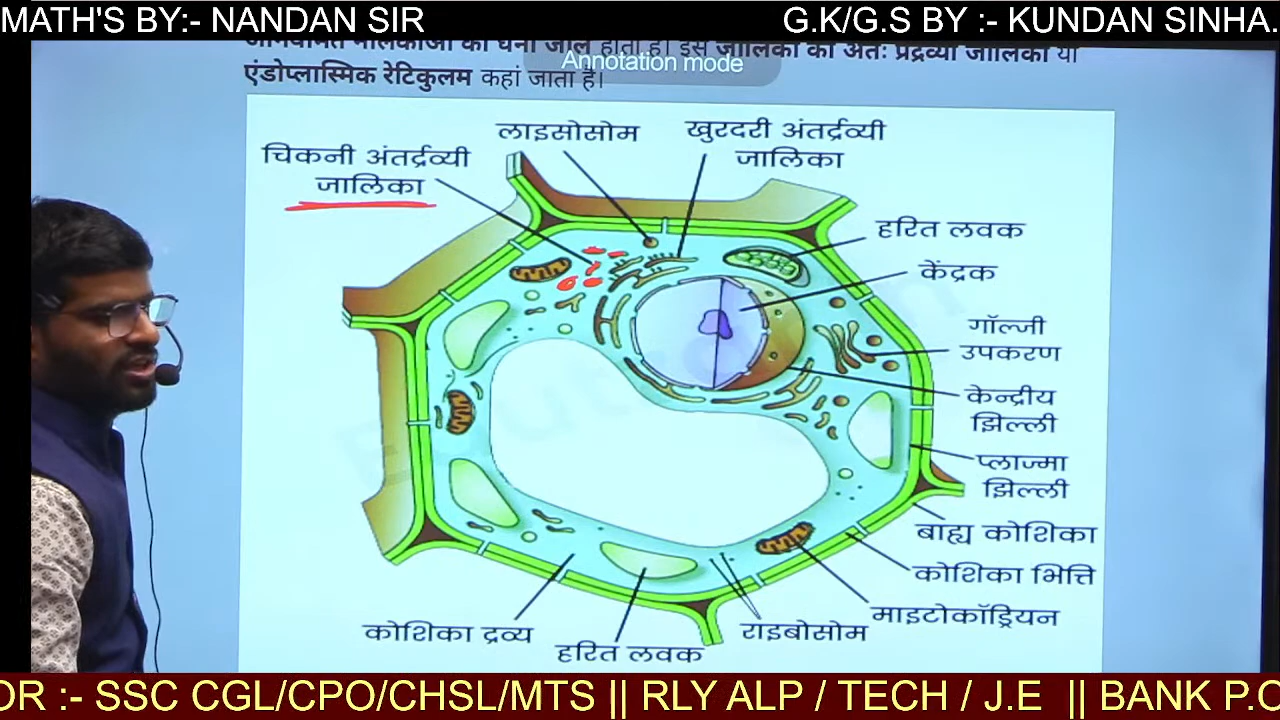 MATH'S BY:- NANDAN SIR
G.K/G.S BY :- KUNDAN SINHA.
जालिका को अंतः प्रद्रव्यी जालिका या
Annotation mode
एंडोप्लास्मिक रेटिकुलम कहां जाता है।
लाइसोसोम
खुरदरी अंतर्द्रव्यी
जालिका
चिकनी अंतर्द्रव्यी
जालिका
हरित लवक
केंद्रक
गॉल्जी
उपकरण
केन्द्रीय
झिल्ली
प्लाज्मा
झिल्ली
बाह्य कोशिका
कोशिका भित्ति
माइटोकॉड्रियन
राइबोसोम
हरित लवक
कोशिका द्रव्य
OR :- SSC CGL/CPO/CHSL/MTS || RLY ALP / TECH / J.E || BANK P.O